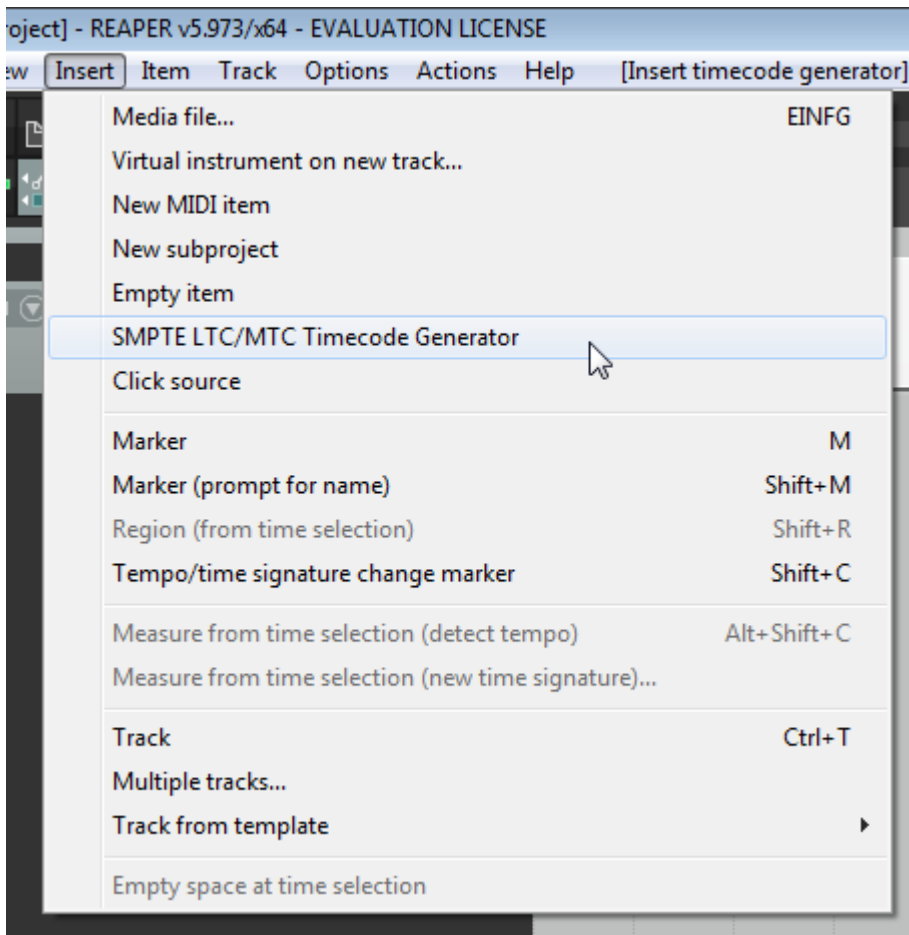 roject] - REAPER v5.973/x64 - EVALUATION LICENSE
ew Insert Item Track Options Actions Help [Insert timecode generator]
Media file... EINFG
Virtual instrument on new track...
New MIDI item
New subproject
Empty item
SMPTE LTC/MTC Timecode Generator
Click source
Marker M
Marker (prompt for name) Shift+M
Region (from time selection) Shift+R
Tempo/time signature change marker Shift+C
Measure from time selection (detect tempo) Alt+Shift+C
Measure from time selection (new time signature)...
Track Ctrl+T
Multiple tracks...
Track from template
Empty space at time selection